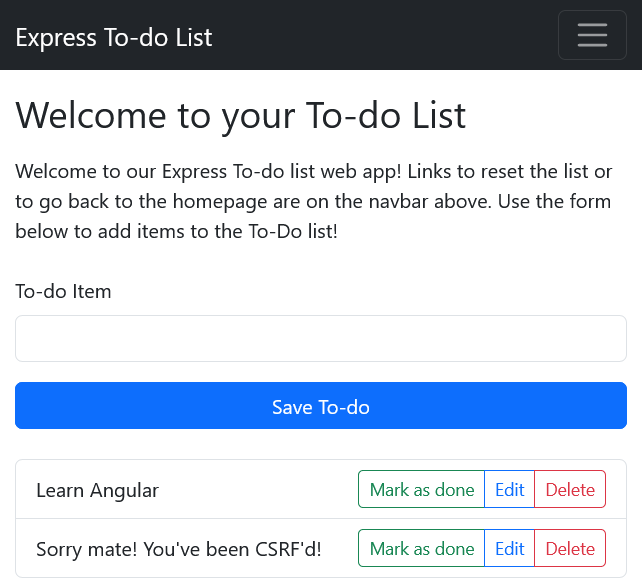 Express To-do List
Welcome to your To-do List
Welcome to our Express To-do list web app! Links to reset the list or
to go back to the homepage are on the navbar above. Use the form
below to add items to the To-Do list!
To-do Item
Save To-do
Learn Angular Mark as done Edit Delete
Sorry mate! You've been CSRF'd! Mark as done Edit Delete